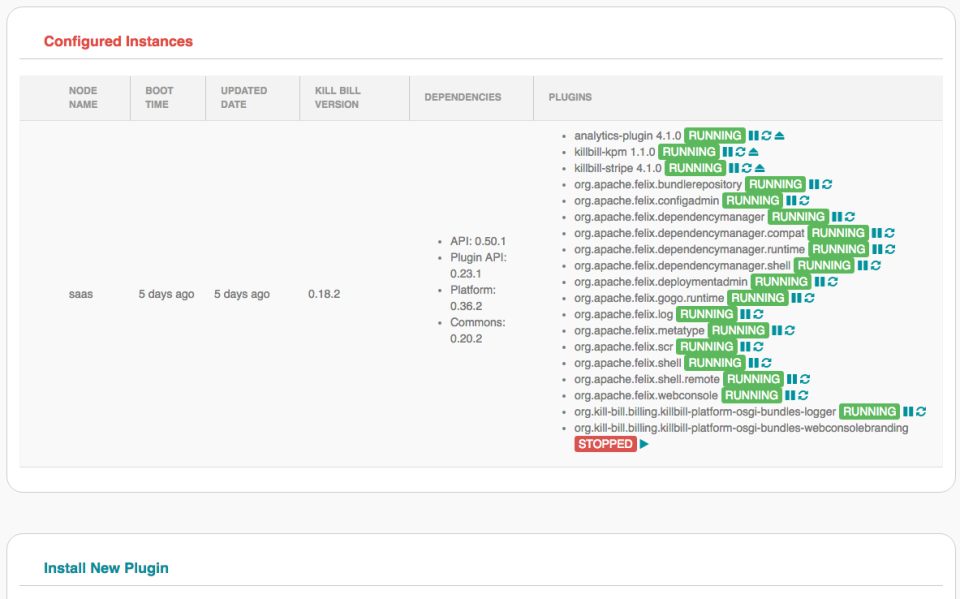 Configured Instances
NODE NAME
BOOT TIME
UPDATED DATE
KILL BILL VERSION
DEPENDENCIES
PLUGINS
saas
5 days ago
5 days ago
0.18.2
API: 0.50.1
Plugin API:
0.23.1
Platform:
0.36.2
Commons:
0.20.2
analytics-plugin 4.1.0 RUNNING
killbill-kpm 1.1.0 RUNNING
killbill-stripe 4.1.0 RUNNING
org.apache.felix.bundlerepository RUNNING
org.apache.felix.configadmin RUNNING
org.apache.felix.dependencymanager RUNNING
org.apache.felix.dependencymanager.compat RUNNING
org.apache.felix.dependencymanager.runtime RUNNING
org.apache.felix.dependencymanager.shell RUNNING
org.apache.felix.deploymentadmin RUNNING
org.apache.felix.gogo.runtime RUNNING
org.apache.felix.log RUNNING
org.apache.felix.metatype RUNNING
org.apache.felix.scr RUNNING
org.apache.felix.shell RUNNING
org.apache.felix.shell.remote RUNNING
org.apache.felix.webconsole RUNNING
org.kill-bill.billing.killbill-platform-osgi-bundles-logger RUNNING
org.kill-bill.billing.killbill-platform-osgi-bundles-webconsolebranding
STOPPED
Install New Plugin